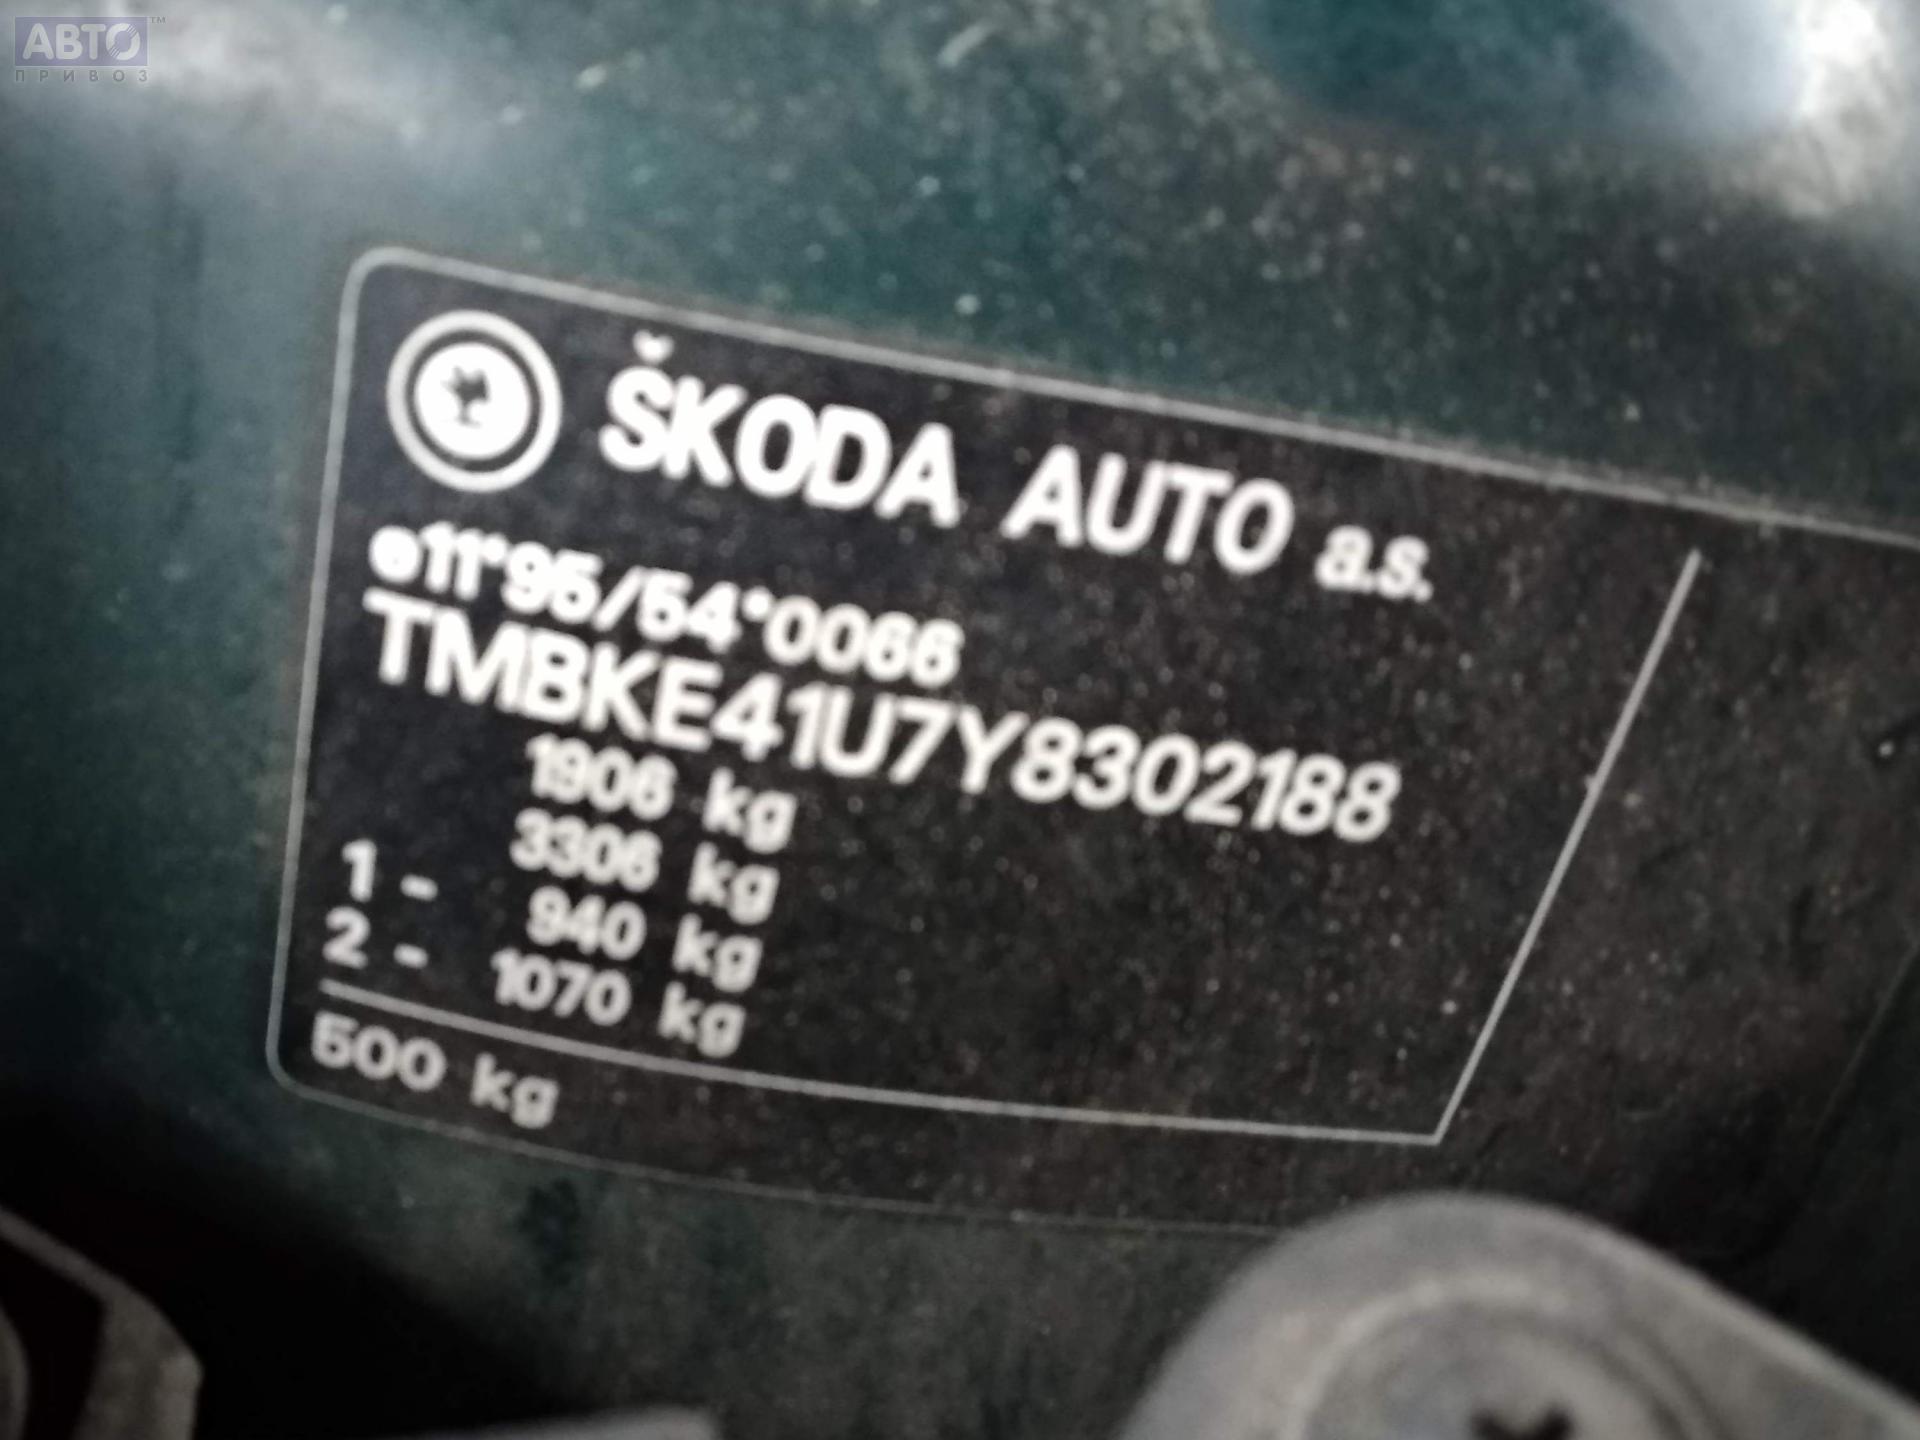 АВТО™
ПРИВОЗ
ŠKODA AUTO a.s.
e11*95/54*0066
TMBKE41U7Y8302188
1906 kg
3306 kg
1 - 940 kg
2 - 1070 kg
500 kg